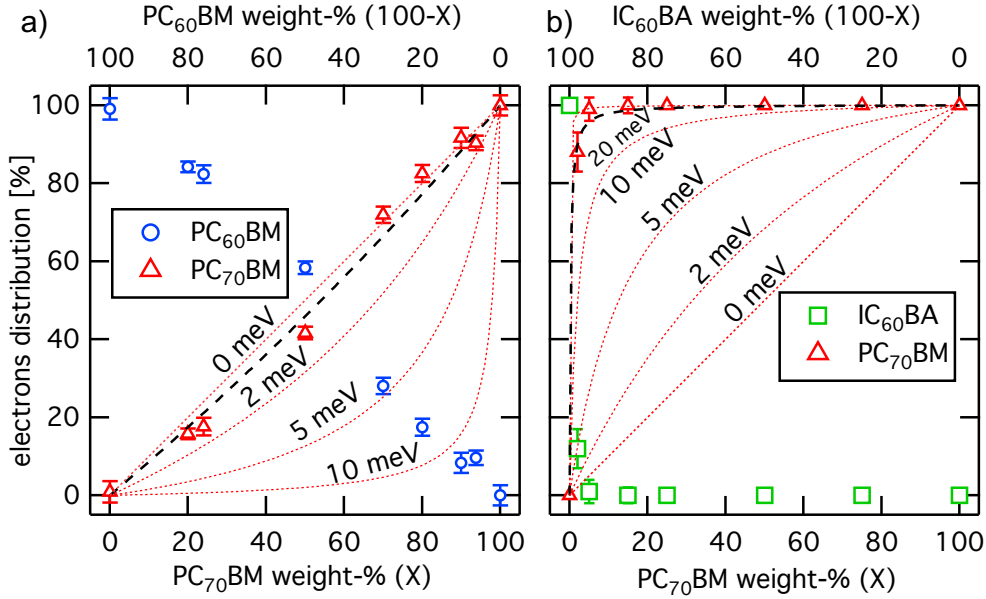 a)
PC₆₀BM weight-% (100-X)
100 80 60 40 20 0
electrons distribution [%]
100
80
60
40
20
0
PC₆₀BM
PC₇₀BM
0 meV
2 meV
5 meV
10 meV
0 20 40 60 80 100
PC₇₀BM weight-% (X)
b)
IC₆₀BA weight-% (100-X)
100 80 60 40 20 0
20 meV
10 meV
5 meV
2 meV
0 meV
IC₆₀BA
PC₇₀BM
0 20 40 60 80 100
PC₇₀BM weight-% (X)